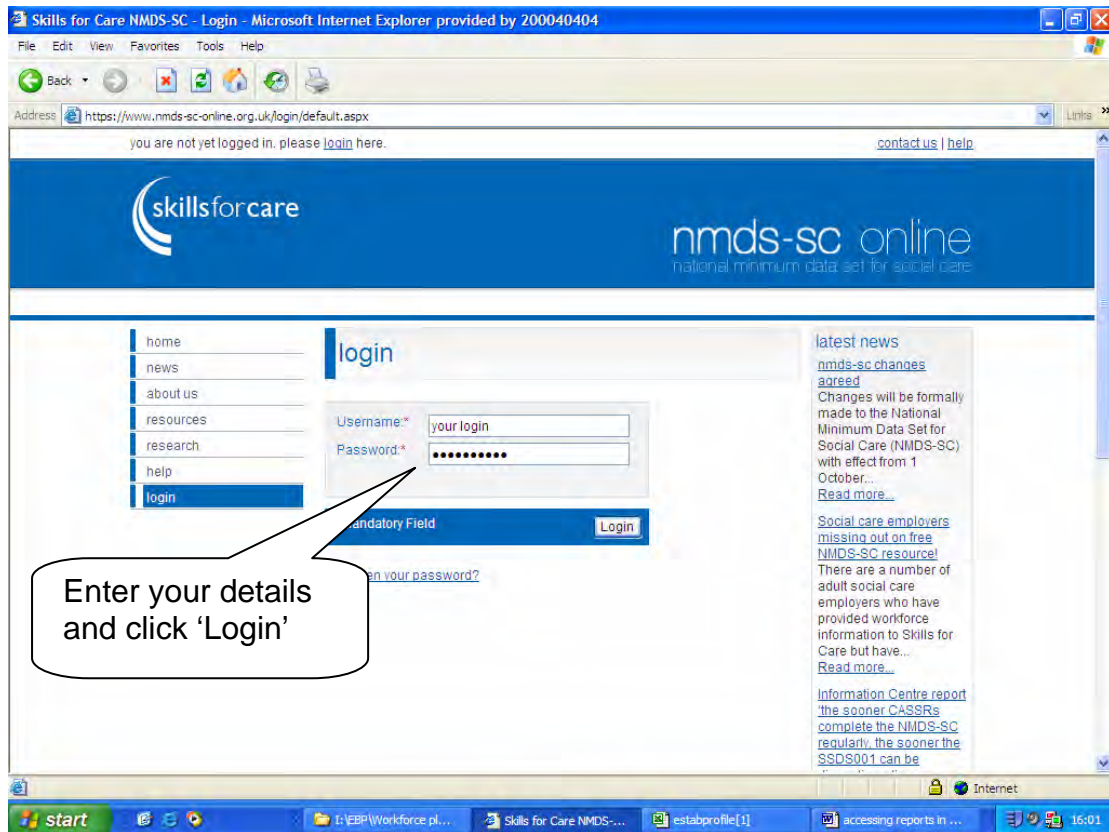 Skills for Care NMDS-SC - Login - Microsoft Internet Explorer provided by 200040404
File Edit View Favorites Tools Help
Back
Address https://www.nmds-sc-online.org.uk/login/default.aspx Links »
you are not yet logged in. please login here. contact us | help
skillsforcare
nmds-sc online
national minimum data set for social care
home
news
about us
resources
research
help
login
login
Username:* your login
Password:* ••••••••••
andatory Field Login
en your password?
Enter your details
and click ‘Login’
latest news
nmds-sc changes
agreed
Changes will be formally
made to the National
Minimum Data Set for
Social Care (NMDS-SC)
with effect from 1
October...
Read more...
Social care employers
missing out on free
NMDS-SC resource!
There are a number of
adult social care
employers who have
provided workforce
information to Skills for
Care but have...
Read more...
Information Centre report
'the sooner CASSRs
complete the NMDS-SC
regularly, the sooner the
SSDS001 can be
Internet
start I:\EBP\Workforce pl... Skills for Care NMDS-... estabprofile[1] accessing reports in ... 16:01